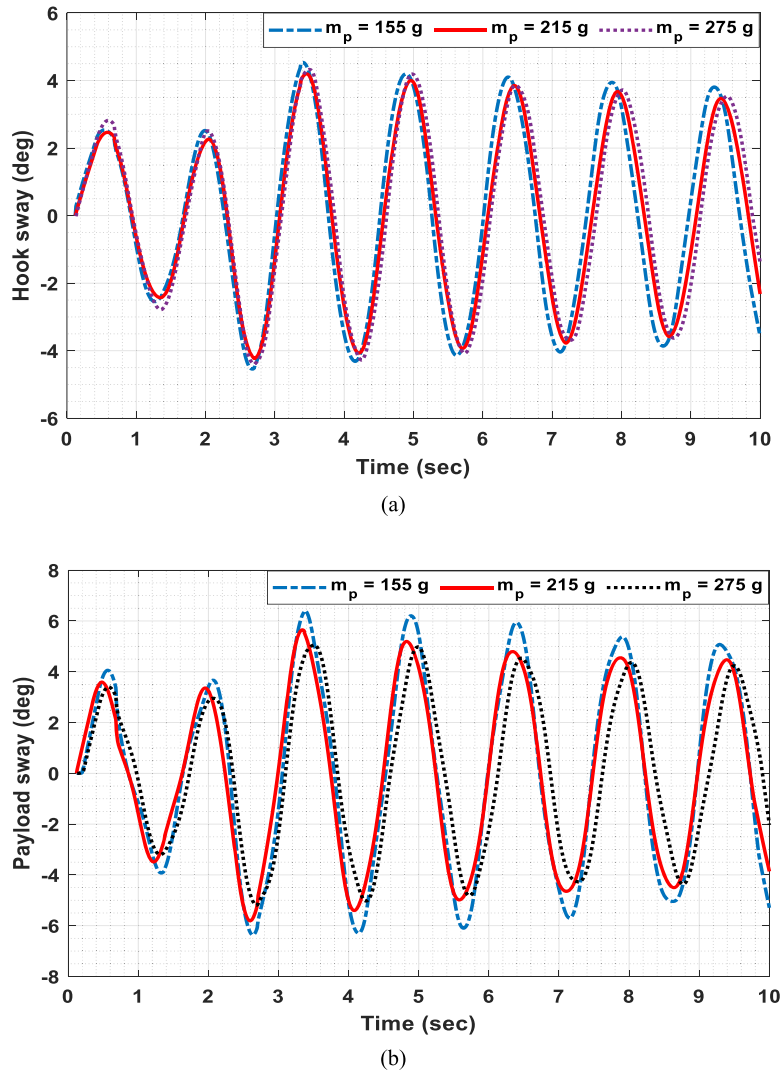 m_p = 155 g m_p = 215 g m_p = 275 g
6
4
2
0
-2
-4
-6
Hook sway (deg)
0 1 2 3 4 5 6 7 8 9 10
Time (sec)
(a)
m_p = 155 g m_p = 215 g m_p = 275 g
8
6
4
2
0
-2
-4
-6
-8
Payload sway (deg)
0 1 2 3 4 5 6 7 8 9 10
Time (sec)
(b)